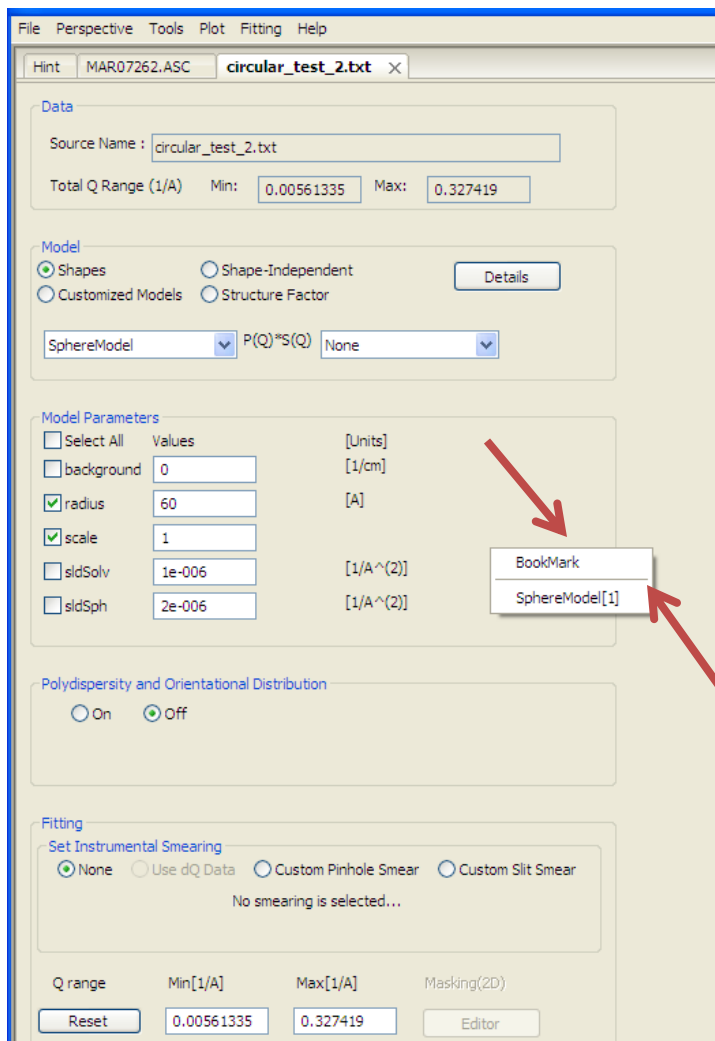 File Perspective Tools Plot Fitting Help
Hint MAR07262.ASC circular_test_2.txt
Data
Source Name : circular_test_2.txt
Total Q Range (1/A) Min: 0.00561335 Max: 0.327419
Model
Shapes Shape-Independent Details
Customized Models Structure Factor
SphereModel P(Q)*S(Q) None
Model Parameters
Select All Values [Units]
background 0 [1/cm]
radius 60 [A]
scale 1
BookMark
sldSolv 1e-006 [1/A^(2)]
SphereModel[1]
sldSph 2e-006 [1/A^(2)]
Polydispersity and Orientational Distribution
On Off
Fitting
Set Instrumental Smearing
None Use dQ Data Custom Pinhole Smear Custom Slit Smear
No smearing is selected...
Q range Min[1/A] Max[1/A] Masking(2D)
Reset 0.00561335 0.327419 Editor